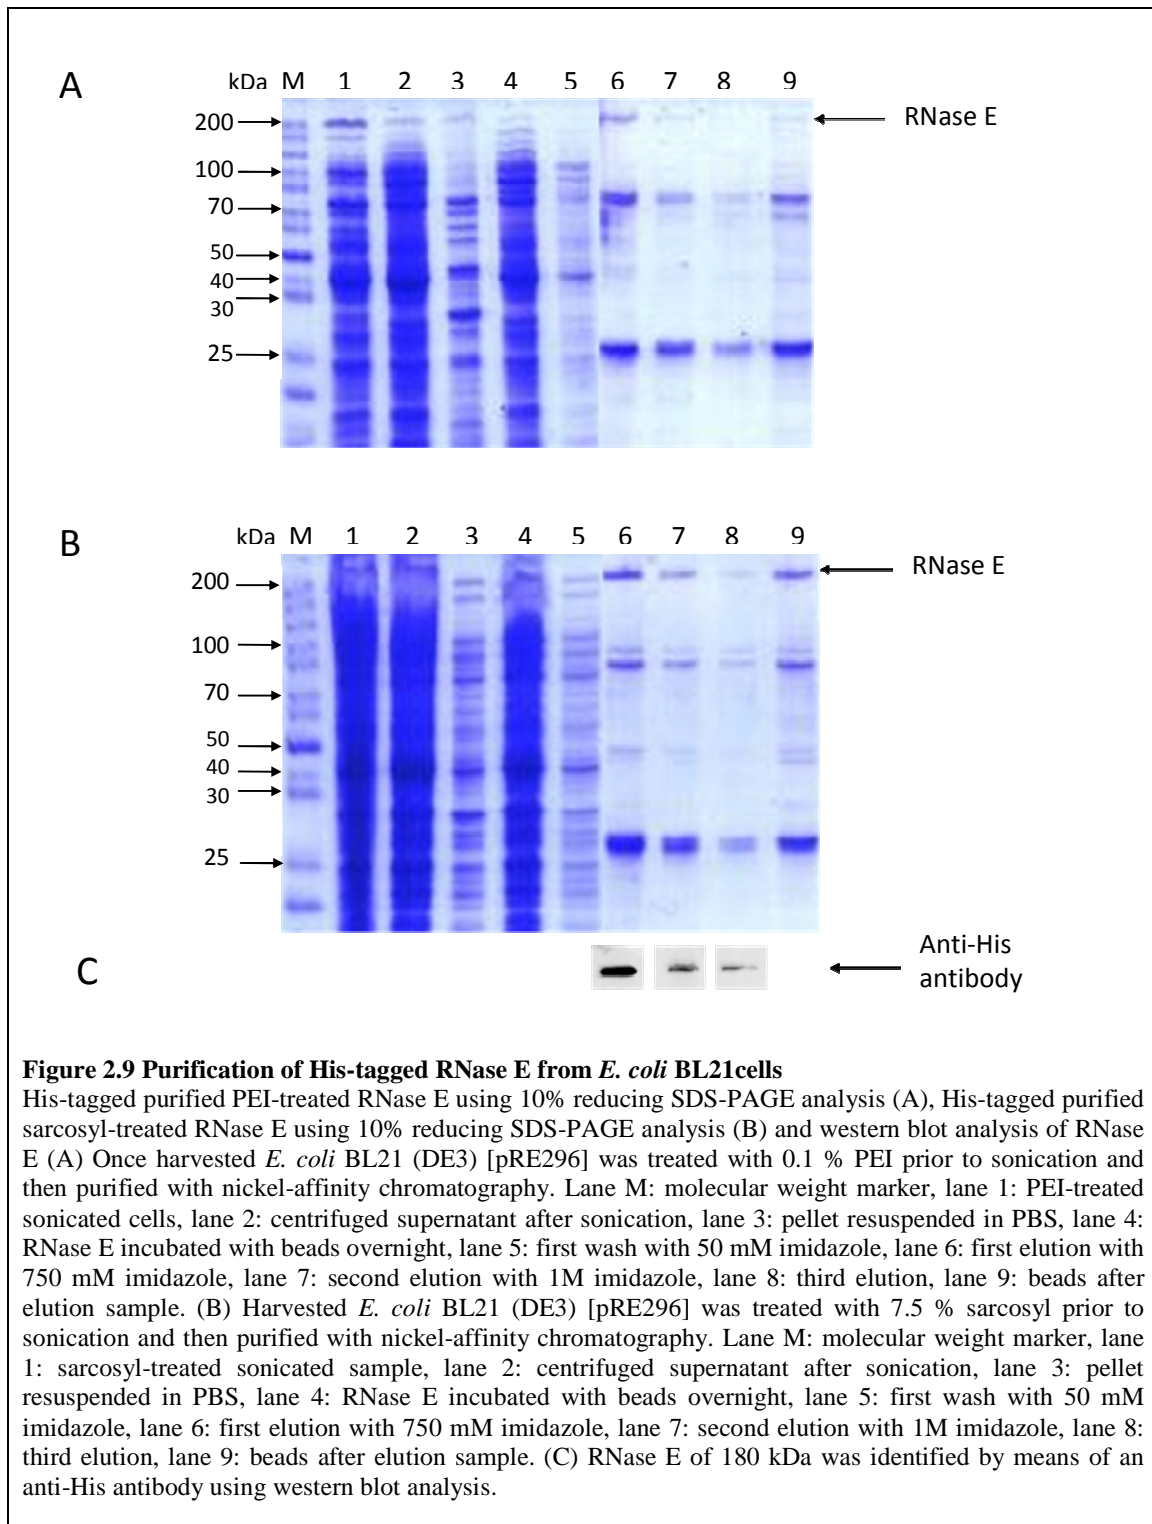 A
kDa M 1 2 3 4 5 6 7 8 9
200
RNase E
100
70
50
40
30
25
B
kDa M 1 2 3 4 5 6 7 8 9
200
RNase E
100
70
50
40
30
25
C
Anti-His
antibody
Figure 2.9 Purification of His-tagged RNase E from E. coli BL21cells
His-tagged purified PEI-treated RNase E using 10% reducing SDS-PAGE analysis (A), His-tagged purified
sarcosyl-treated RNase E using 10% reducing SDS-PAGE analysis (B) and western blot analysis of RNase
E (A) Once harvested E. coli BL21 (DE3) [pRE296] was treated with 0.1 % PEI prior to sonication and
then purified with nickel-affinity chromatography. Lane M: molecular weight marker, lane 1: PEI-treated
sonicated cells, lane 2: centrifuged supernatant after sonication, lane 3: pellet resuspended in PBS, lane 4:
RNase E incubated with beads overnight, lane 5: first wash with 50 mM imidazole, lane 6: first elution with
750 mM imidazole, lane 7: second elution with 1M imidazole, lane 8: third elution, lane 9: beads after
elution sample. (B) Harvested E. coli BL21 (DE3) [pRE296] was treated with 7.5 % sarcosyl prior to
sonication and then purified with nickel-affinity chromatography. Lane M: molecular weight marker, lane
1: sarcosyl-treated sonicated sample, lane 2: centrifuged supernatant after sonication, lane 3: pellet
resuspended in PBS, lane 4: RNase E incubated with beads overnight, lane 5: first wash with 50 mM
imidazole, lane 6: first elution with 750 mM imidazole, lane 7: second elution with 1M imidazole, lane 8:
third elution, lane 9: beads after elution sample. (C) RNase E of 180 kDa was identified by means of an
anti-His antibody using western blot analysis.